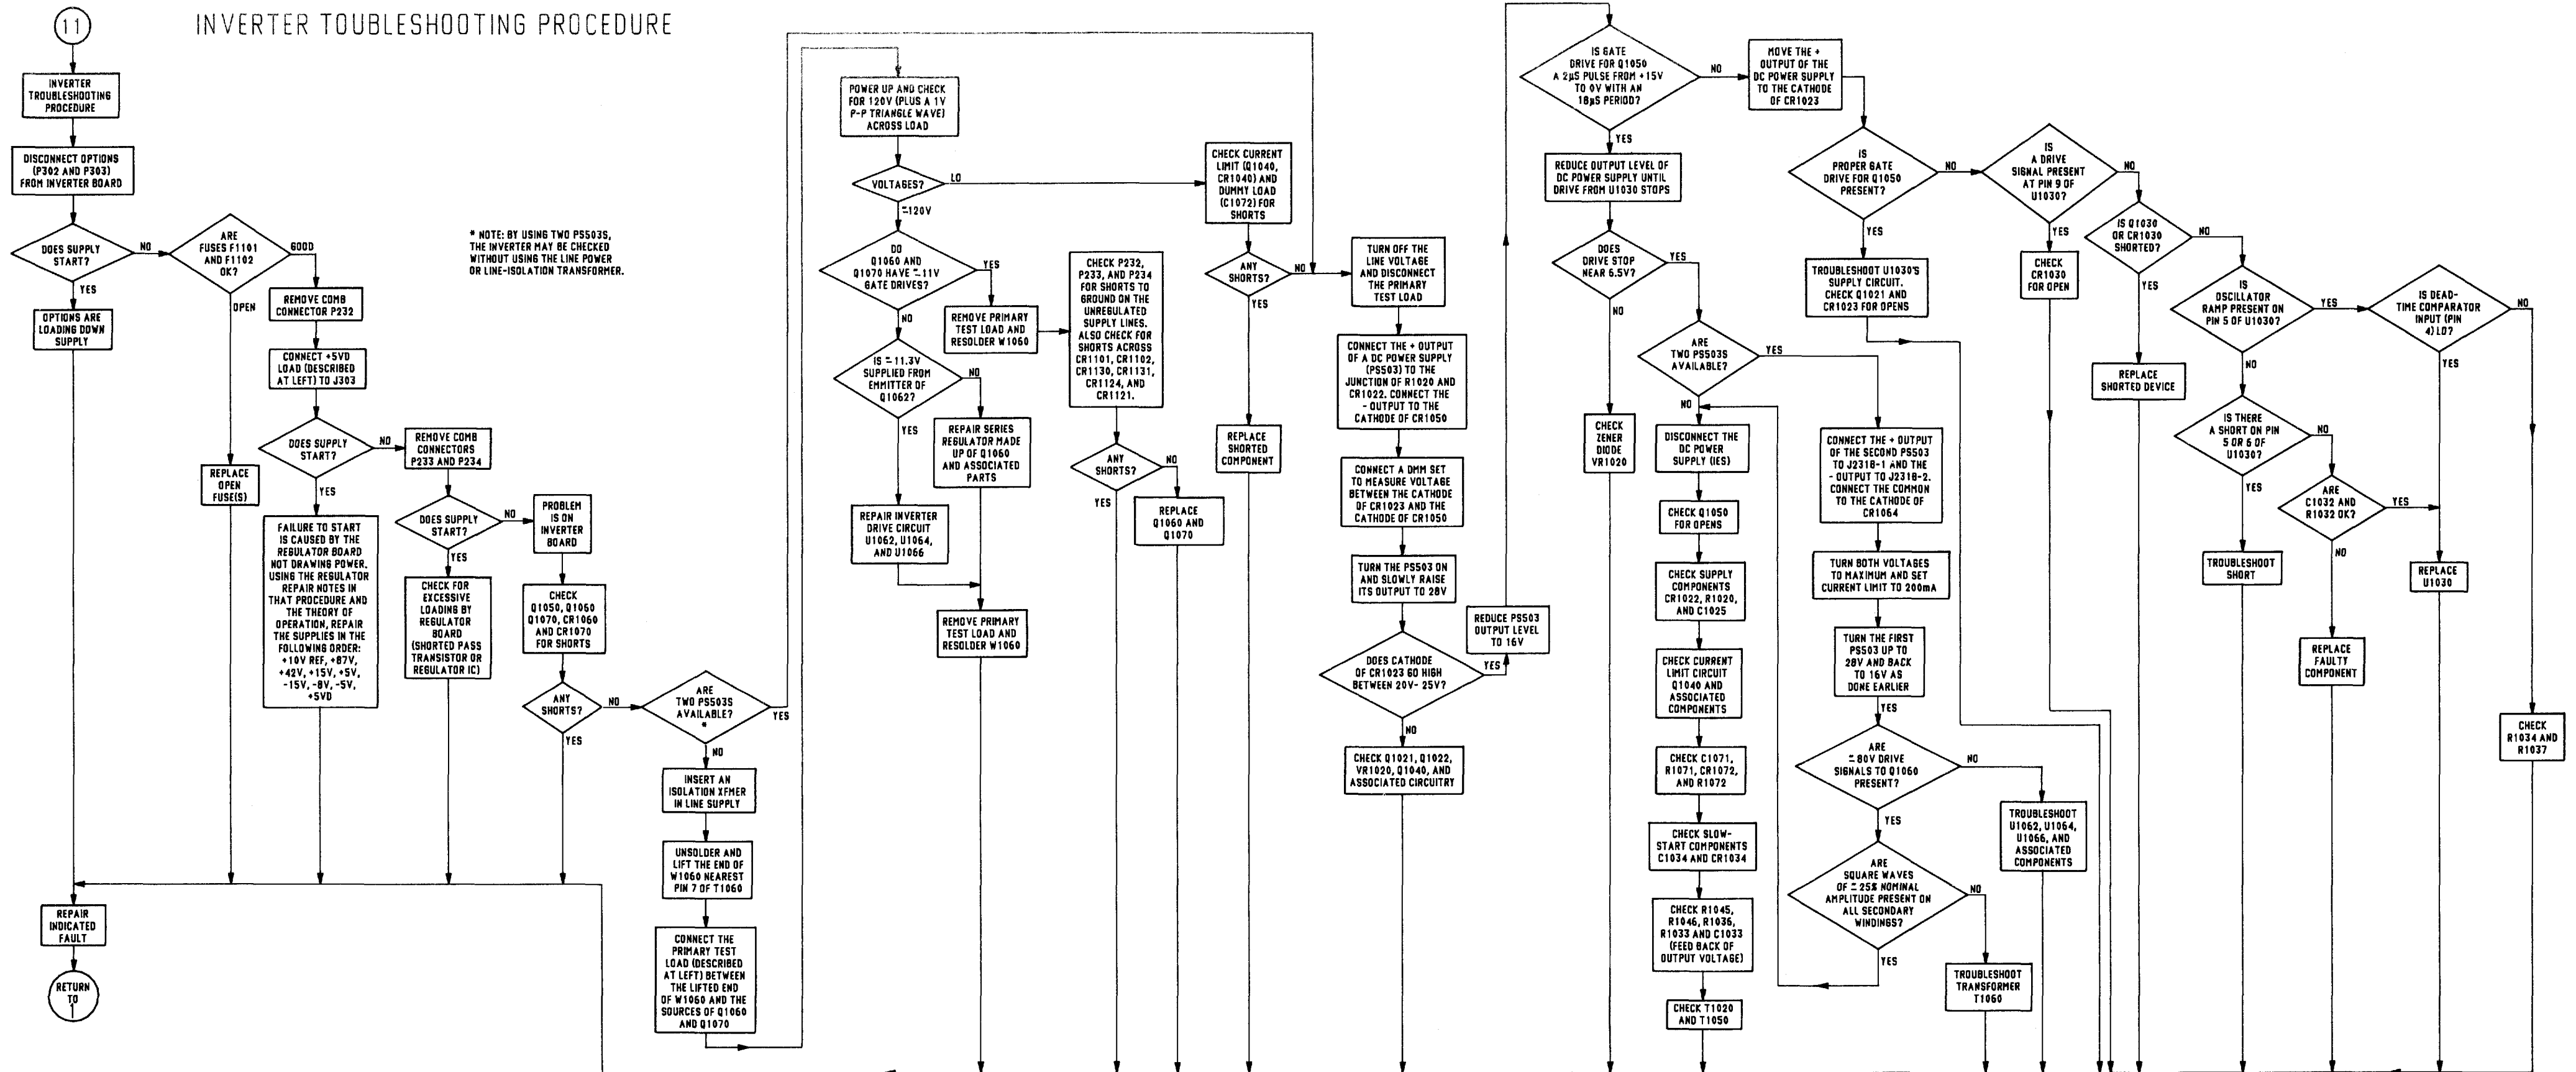 11
INVERTER TOUBLESHOOTING PROCEDURE
INVERTER
TROUBLESHOOTING
PROCEDURE
DISCONNECT OPTIONS
(P302 AND P303)
FROM INVERTER BOARD
DOES SUPPLY
START?
NO
YES
OPTIONS ARE
LOADING DOWN
SUPPLY
REPAIR
INDICATED
FAULT
RETURN
TO
1
ARE
FUSES F1101
AND F1102
OK?
GOOD
OPEN
REPLACE
OPEN
FUSE(S)
REMOVE COMB
CONNECTOR P232
CONNECT +5VD
LOAD (DESCRIBED
AT LEFT) TO J303
DOES SUPPLY
START?
NO
YES
FAILURE TO START
IS CAUSED BY THE
REGULATOR BOARD
NOT DRAWING POWER.
USING THE REGULATOR
REPAIR NOTES IN
THAT PROCEDURE AND
THE THEORY OF
OPERATION, REPAIR
THE SUPPLIES IN THE
FOLLOWING ORDER:
+10V REF, +87V,
+42V, +15V, +5V,
-15V, -8V, -5V,
+5VD
* NOTE: BY USING TWO PS503S,
THE INVERTER MAY BE CHECKED
WITHOUT USING THE LINE POWER
OR LINE-ISOLATION TRANSFORMER.
REMOVE COMB
CONNECTORS
P233 AND P234
DOES SUPPLY
START?
NO
YES
CHECK FOR
EXCESSIVE
LOADING BY
REGULATOR
BOARD
(SHORTED PASS
TRANSISTOR OR
REGULATOR IC)
PROBLEM
IS ON
INVERTER
BOARD
CHECK
Q1050, Q1060
Q1070, CR1060
AND CR1070
FOR SHORTS
ANY
SHORTS?
NO
YES
ARE
TWO PS503S
AVAILABLE?
*
YES
NO
INSERT AN
ISOLATION XFMER
IN LINE SUPPLY
UNSOLDER AND
LIFT THE END OF
W1060 NEAREST
PIN 7 OF T1060
CONNECT THE
PRIMARY TEST
LOAD (DESCRIBED
AT LEFT) BETWEEN
THE LIFTED END
OF W1060 AND THE
SOURCES OF Q1060
AND Q1070
POWER UP AND CHECK
FOR 120V (PLUS A 1V
P-P TRIANGLE WAVE)
ACROSS LOAD
VOLTAGES?
LO
≈120V
DO
Q1060 AND
Q1070 HAVE ≈11V
GATE DRIVES?
YES
NO
REMOVE PRIMARY
TEST LOAD AND
RESOLDER W1060
IS ≈11.3V
SUPPLIED FROM
EMMITTER OF
Q1062?
NO
YES
REPAIR SERIES
REGULATOR MADE
UP OF Q1060
AND ASSOCIATED
PARTS
REPAIR INVERTER
DRIVE CIRCUIT
U1062, U1064,
AND U1066
REMOVE PRIMARY
TEST LOAD AND
RESOLDER W1060
CHECK P232,
P233, AND P234
FOR SHORTS TO
GROUND ON THE
UNREGULATED
SUPPLY LINES.
ALSO CHECK FOR
SHORTS ACROSS
CR1101, CR1102,
CR1130, CR1131,
CR1124, AND
CR1121.
ANY
SHORTS?
NO
YES
REPLACE
Q1060 AND
Q1070
CHECK CURRENT
LIMIT (Q1040,
CR1040) AND
DUMMY LOAD
(C1072) FOR
SHORTS
ANY
SHORTS?
NO
YES
REPLACE
SHORTED
COMPONENT
TURN OFF THE
LINE VOLTAGE
AND DISCONNECT
THE PRIMARY
TEST LOAD
CONNECT THE + OUTPUT
OF A DC POWER SUPPLY
(PS503) TO THE
JUNCTION OF R1020 AND
CR1022. CONNECT THE
- OUTPUT TO THE
CATHODE OF CR1050
CONNECT A DMM SET
TO MEASURE VOLTAGE
BETWEEN THE CATHODE
OF CR1023 AND THE
CATHODE OF CR1050
TURN THE PS503 ON
AND SLOWLY RAISE
ITS OUTPUT TO 28V
DOES CATHODE
OF CR1023 GO HIGH
BETWEEN 20V- 25V?
YES
NO
CHECK Q1021, Q1022,
VR1020, Q1040, AND
ASSOCIATED CIRCUITRY
REDUCE PS503
OUTPUT LEVEL
TO 16V
IS GATE
DRIVE FOR Q1050
A 2µS PULSE FROM +15V
TO 0V WITH AN
18µS PERIOD?
NO
YES
REDUCE OUTPUT LEVEL OF
DC POWER SUPPLY UNTIL
DRIVE FROM U1030 STOPS
DOES
DRIVE STOP
NEAR 6.5V?
YES
NO
CHECK
ZENER
DIODE
VR1020
ARE
TWO PS503S
AVAILABLE?
YES
NO
DISCONNECT THE
DC POWER
SUPPLY (IES)
CHECK Q1050
FOR OPENS
CHECK SUPPLY
COMPONENTS
CR1022, R1020,
AND C1025
CHECK CURRENT
LIMIT CIRCUIT
Q1040 AND
ASSOCIATED
COMPONENTS
CHECK C1071,
R1071, CR1072,
AND R1072
CHECK SLOW-
START COMPONENTS
C1034 AND CR1034
CHECK R1045,
R1046, R1036,
R1033 AND C1033
(FEED BACK OF
OUTPUT VOLTAGE)
CHECK T1020
AND T1050
MOVE THE +
OUTPUT OF THE
DC POWER SUPPLY
TO THE CATHODE
OF CR1023
IS
PROPER GATE
DRIVE FOR Q1050
PRESENT?
NO
YES
TROUBLESHOOT U1030'S
SUPPLY CIRCUIT.
CHECK Q1021 AND
CR1023 FOR OPENS
CONNECT THE + OUTPUT
OF THE SECOND PS503
TO J231B-1 AND THE
- OUTPUT TO J231B-2.
CONNECT THE COMMON
TO THE CATHODE OF
CR1064
TURN BOTH VOLTAGES
TO MAXIMUM AND SET
CURRENT LIMIT TO 200mA
TURN THE FIRST
PS503 UP TO
28V AND BACK
TO 16V AS
DONE EARLIER
YES
ARE
≈80V DRIVE
SIGNALS TO Q1060
PRESENT?
NO
YES
TROUBLESHOOT
U1062, U1064,
U1066, AND
ASSOCIATED
COMPONENTS
ARE
SQUARE WAVES
OF ≈25% NOMINAL
AMPLITUDE PRESENT ON
ALL SECONDARY
WINDINGS?
NO
YES
TROUBLESHOOT
TRANSFORMER
T1060
IS
A DRIVE
SIGNAL PRESENT
AT PIN 9 OF
U1030?
NO
YES
CHECK
CR1030
FOR OPEN
IS Q1030
OR CR1030
SHORTED?
NO
YES
REPLACE
SHORTED DEVICE
IS
OSCILLATOR
RAMP PRESENT ON
PIN 5 OF U1030?
YES
NO
IS THERE
A SHORT ON PIN
5 OR 6 OF
U1030?
NO
YES
TROUBLESHOOT
SHORT
ARE
C1032 AND
R1032 OK?
YES
NO
REPLACE
FAULTY
COMPONENT
IS DEAD-
TIME COMPARATOR
INPUT (PIN
4) LO?
NO
YES
REPLACE
U1030
CHECK
R1034 AND
R1037